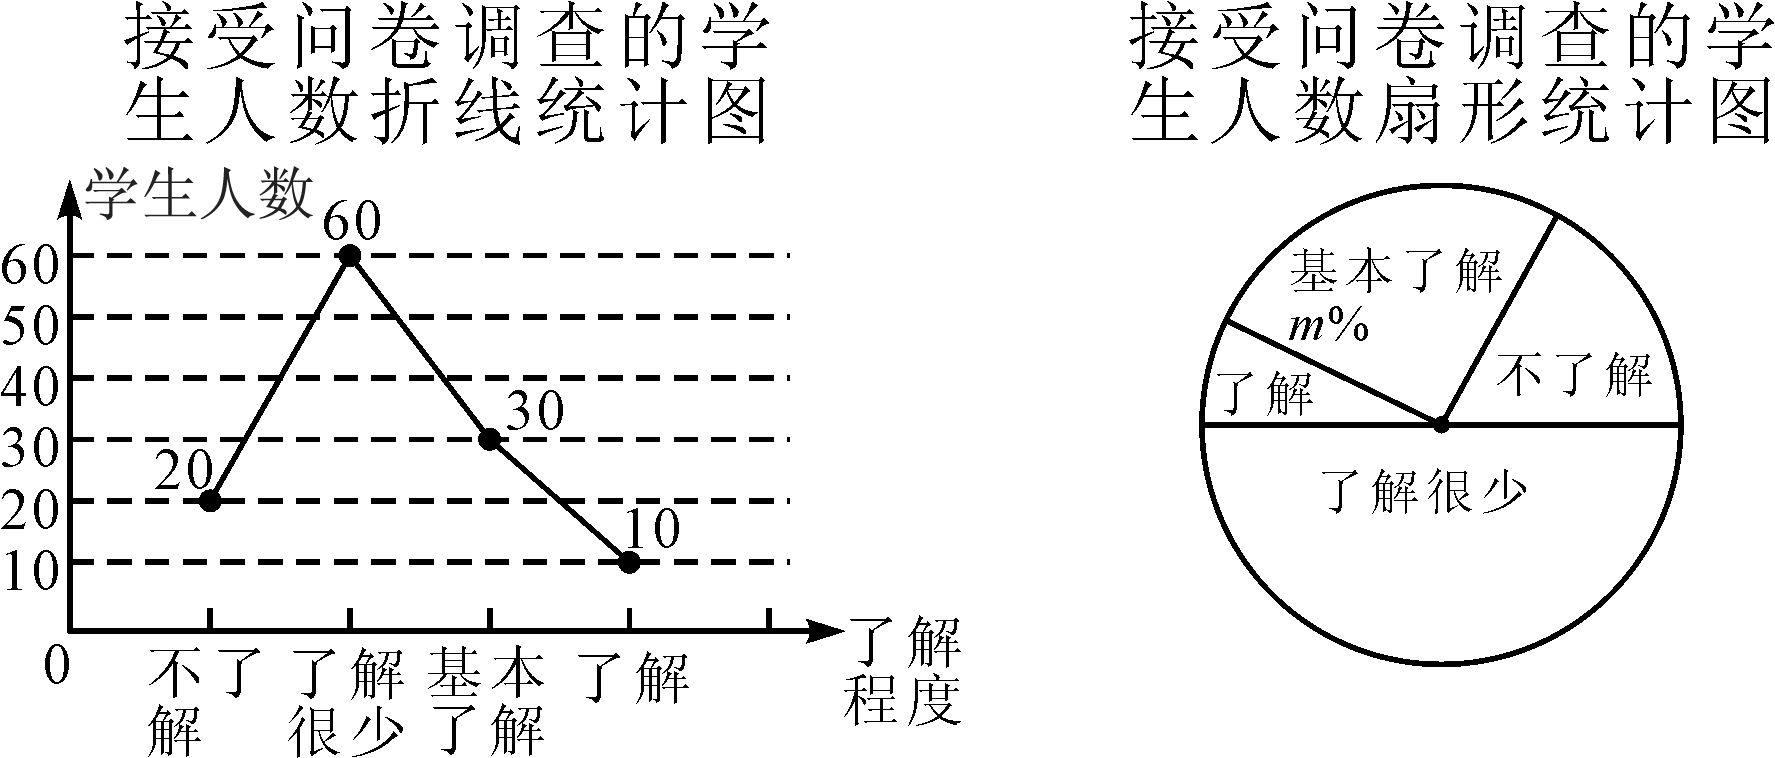 接受问卷调查的学
生人数折线统计图
学生人数
60
60
50
40
30
30
20
20
10
10
0
不了
解
了解
很少
基本
了解
了解
了解
程度
接受问卷调查的学
生人数扇形统计图
基本了解
m%
不了解
了解
了解很少